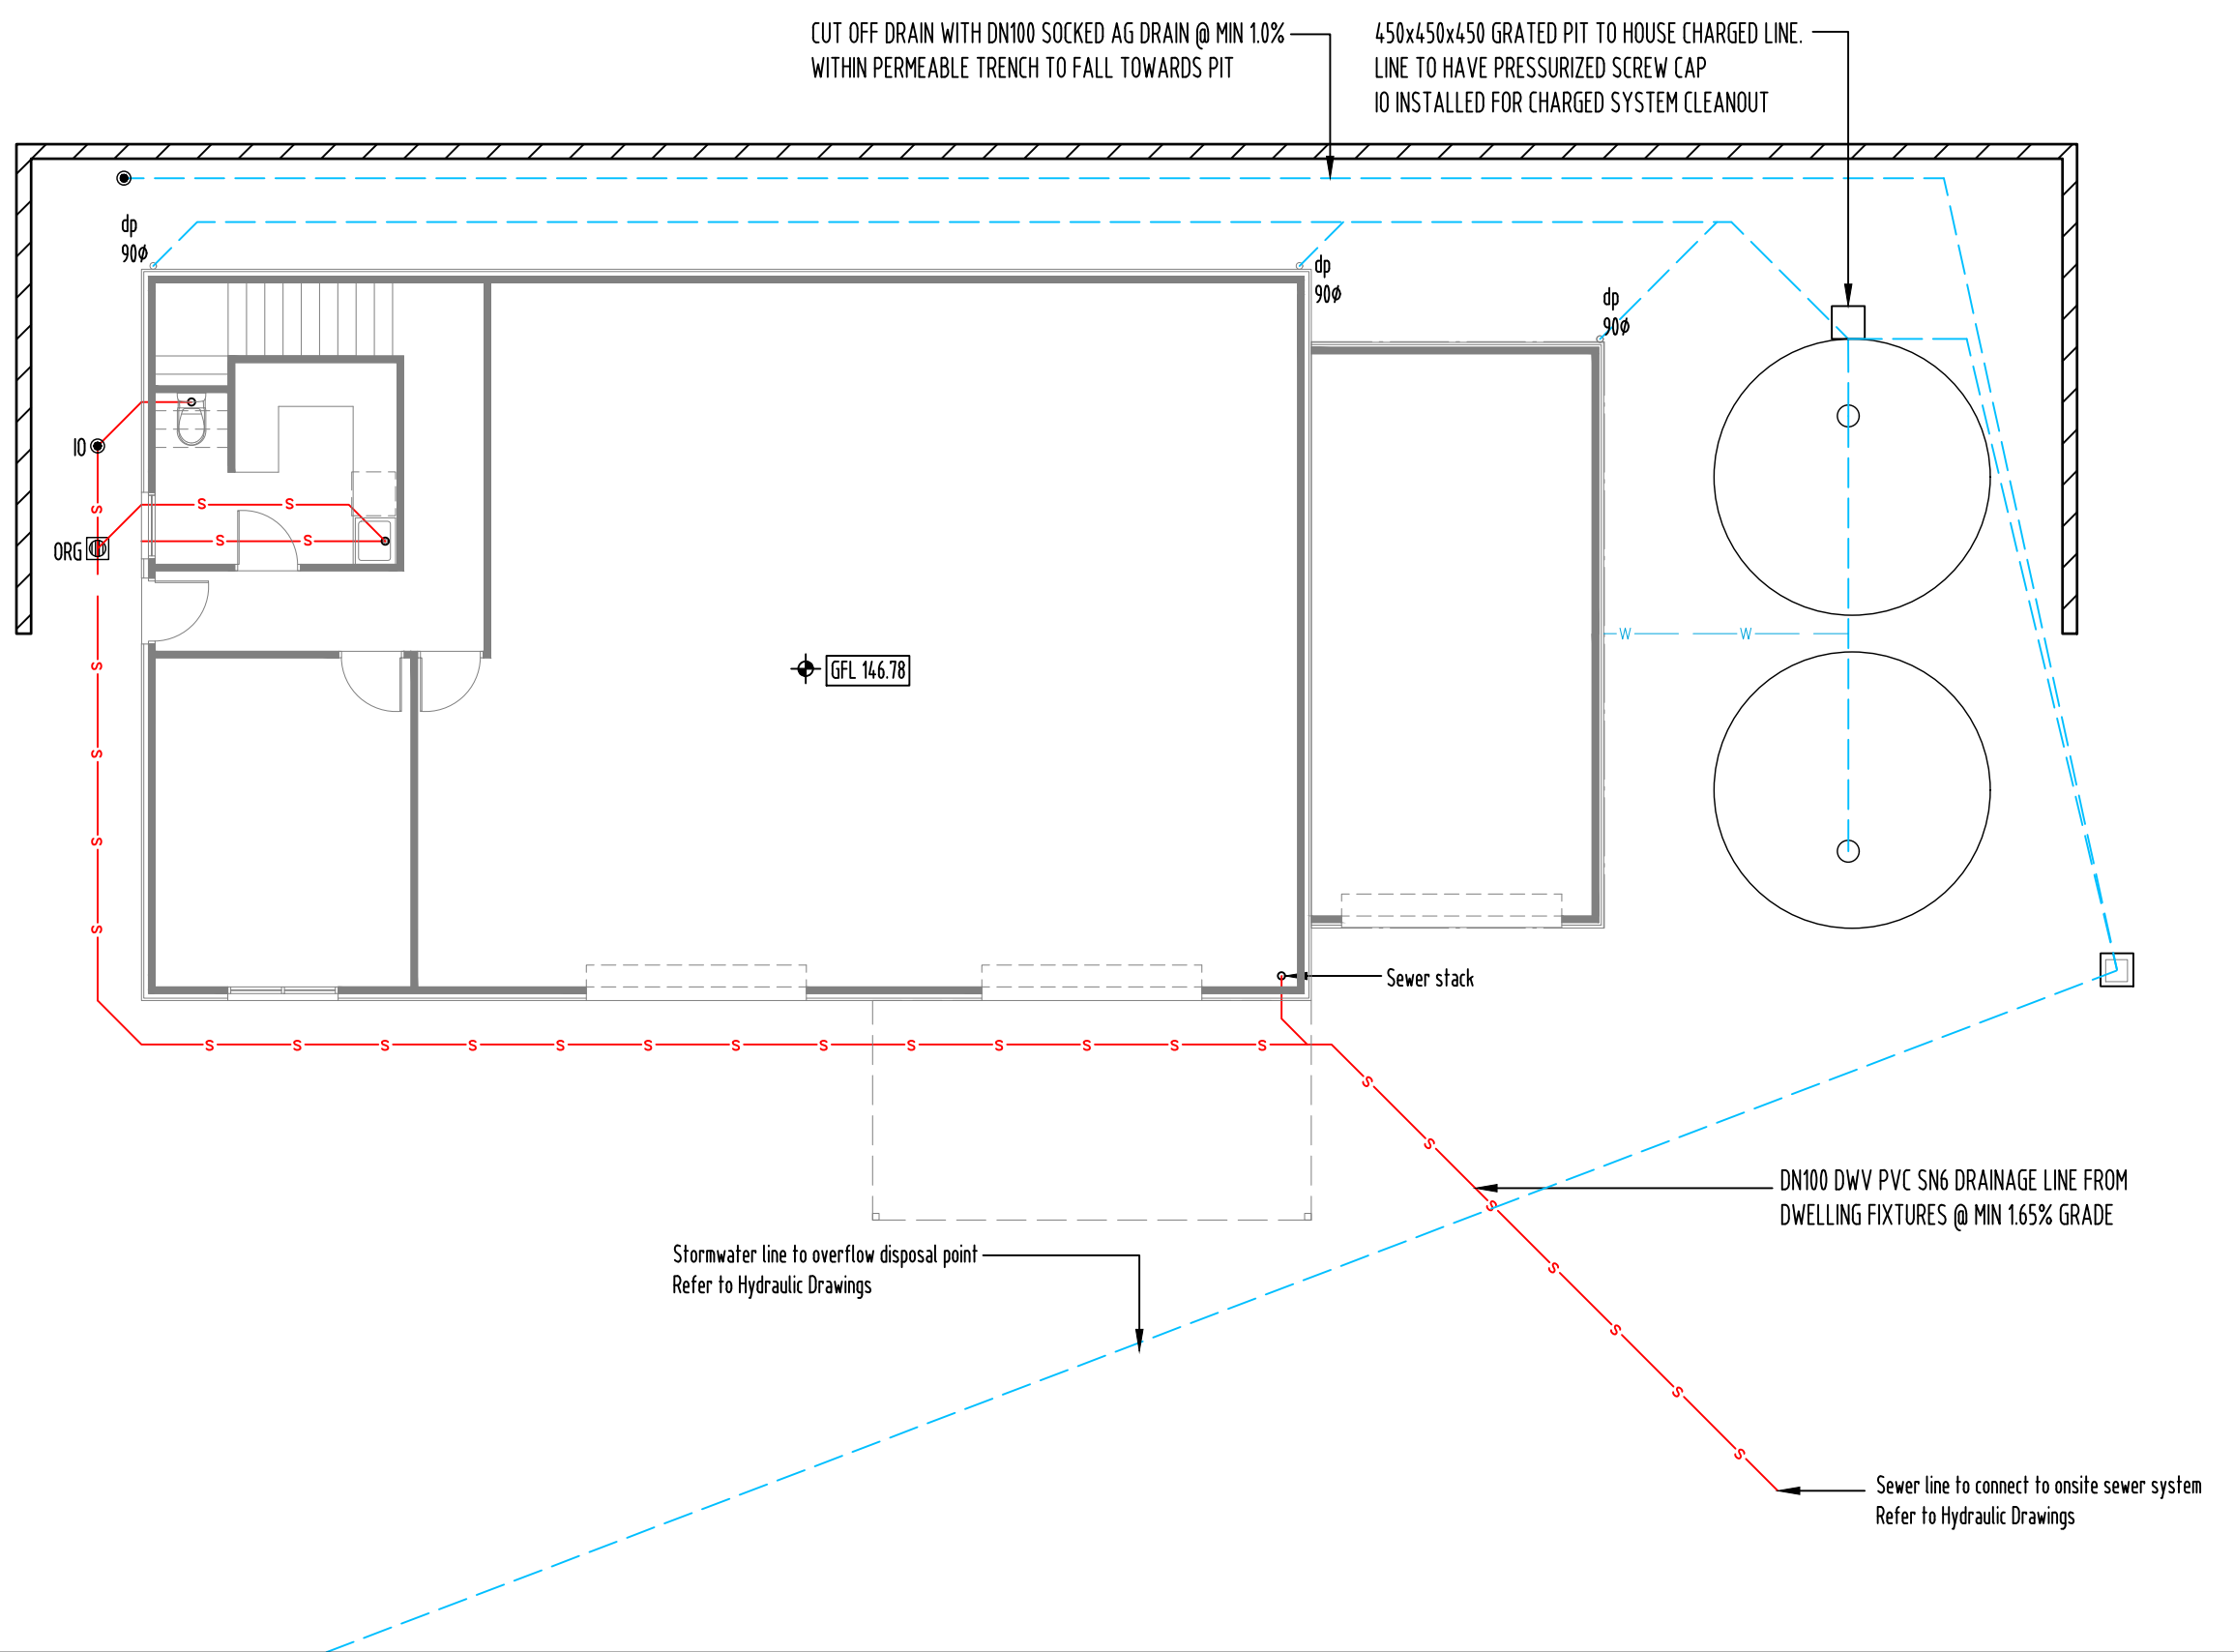 CUT OFF DRAIN WITH DN100 SOCKED AG DRAIN @ MIN 1.0%
WITHIN PERMEABLE TRENCH TO FALL TOWARDS PIT
450x450x450 GRATED PIT TO HOUSE CHARGED LINE.
LINE TO HAVE PRESSURIZED SCREW CAP
IO INSTALLED FOR CHARGED SYSTEM CLEANOUT
dp
90ø
dp
90ø
dp
90ø
IO
S
S S
S S
ORG
W W
GFL 146.78
S
S
S
S
Sewer stack
S S S S S S S S S S S S S
S
S
S
S
S
S
S
DN100 DWV PVC SN6 DRAINAGE LINE FROM
DWELLING FIXTURES @ MIN 1.65% GRADE
Stormwater line to overflow disposal point
Refer to Hydraulic Drawings
Sewer line to connect to onsite sewer system
Refer to Hydraulic Drawings